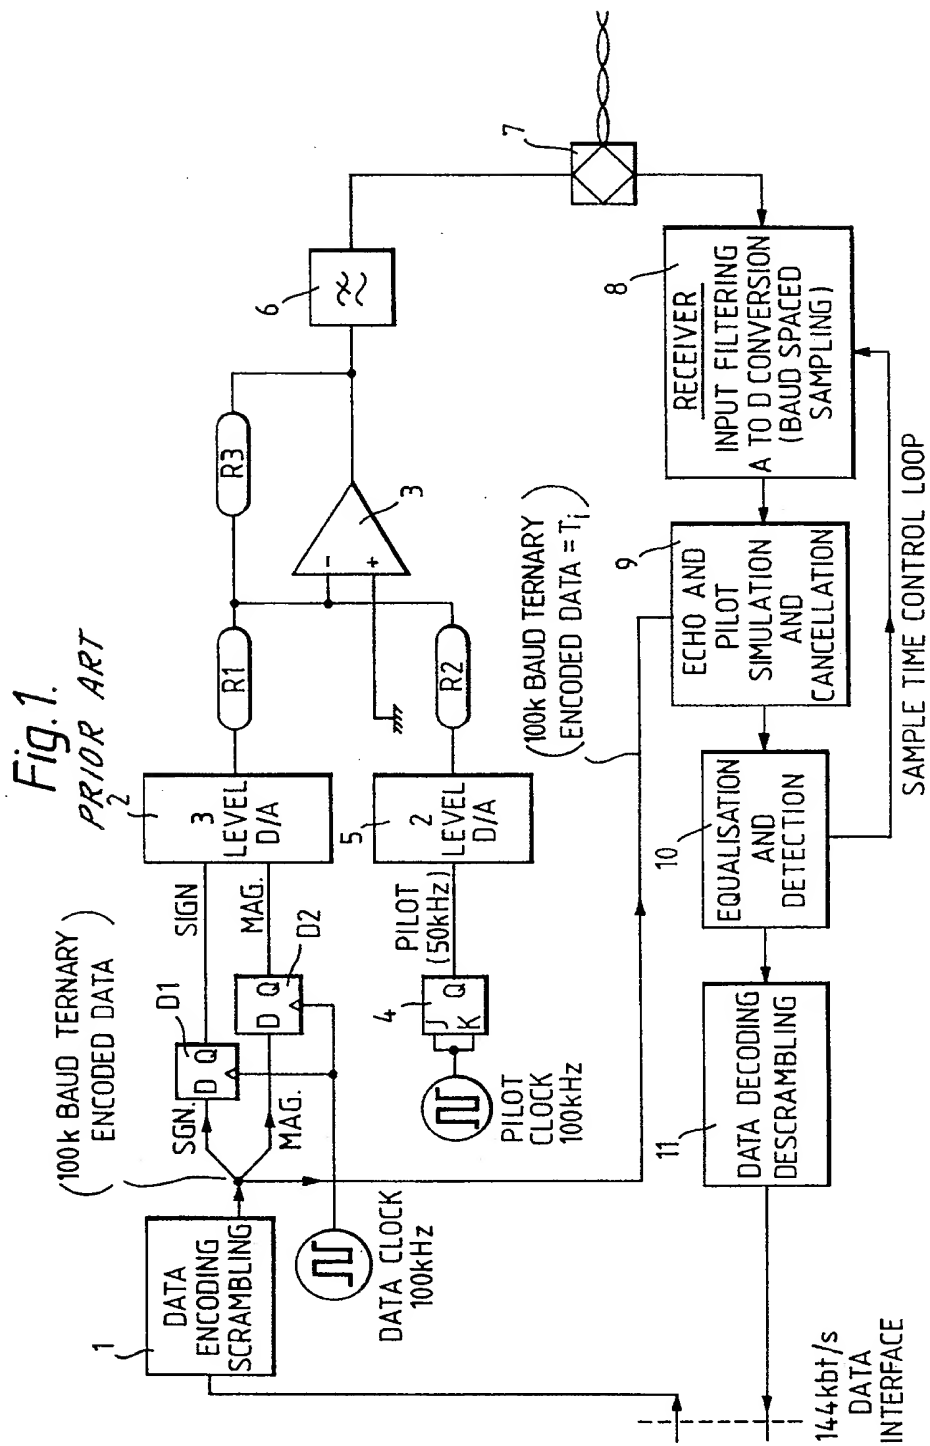 Fig.1.
PRIOR ART
1
DATA
ENCODING
SCRAMBLING
(100k BAUD TERNARY
ENCODED DATA)
SGN.
MAG.
D1
D Q
D2
D Q
SIGN
MAG.
2
3
LEVEL
D/A
DATA CLOCK
100kHz
PILOT
CLOCK
100kHz
4
J
K
Q
PILOT
(50kHz)
5
2
LEVEL
D/A
R1
R2
R3
-
+
3
6
7
(100k BAUD TERNARY
ENCODED DATA = Ti)
8
RECEIVER
INPUT FILTERING
A TO D CONVERSION
(BAUD SPACED
SAMPLING)
9
ECHO AND
PILOT
SIMULATION
AND
CANCELLATION
10
EQUALISATION
AND
DETECTION
SAMPLE TIME CONTROL LOOP
11
DATA DECODING
DESCRAMBLING
144kbt/s
DATA
INTERFACE